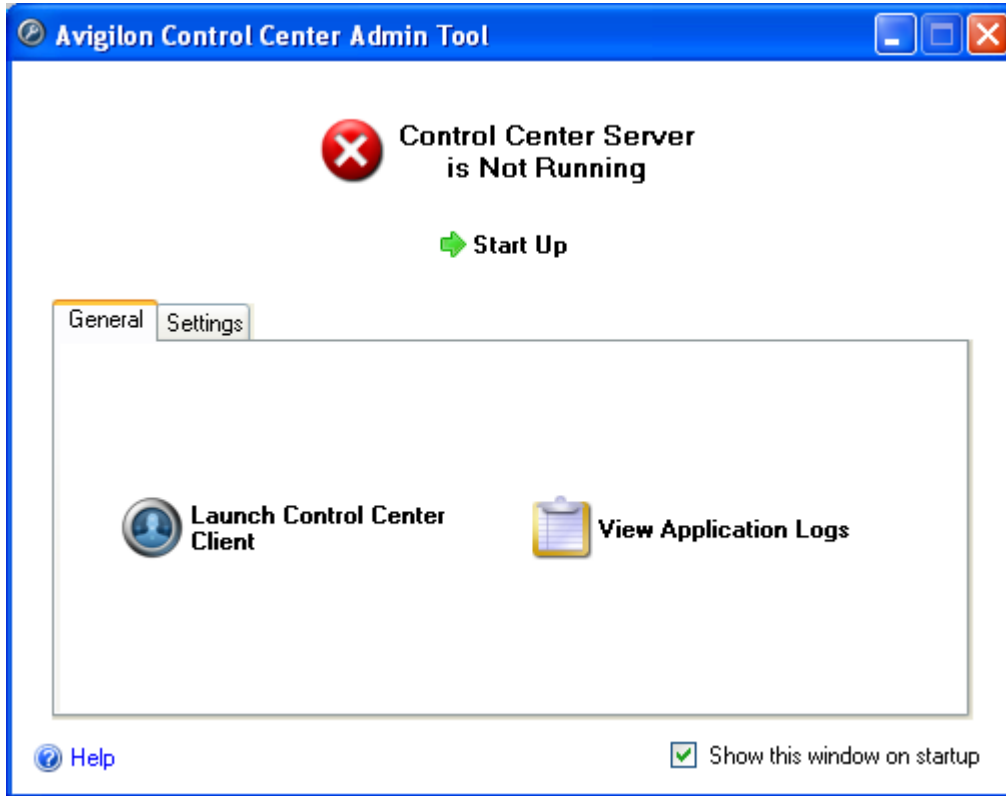 Avigilon Control Center Admin Tool
Control Center Server
is Not Running
Start Up
General
Settings
Launch Control Center
Client
View Application Logs
Help
Show this window on startup